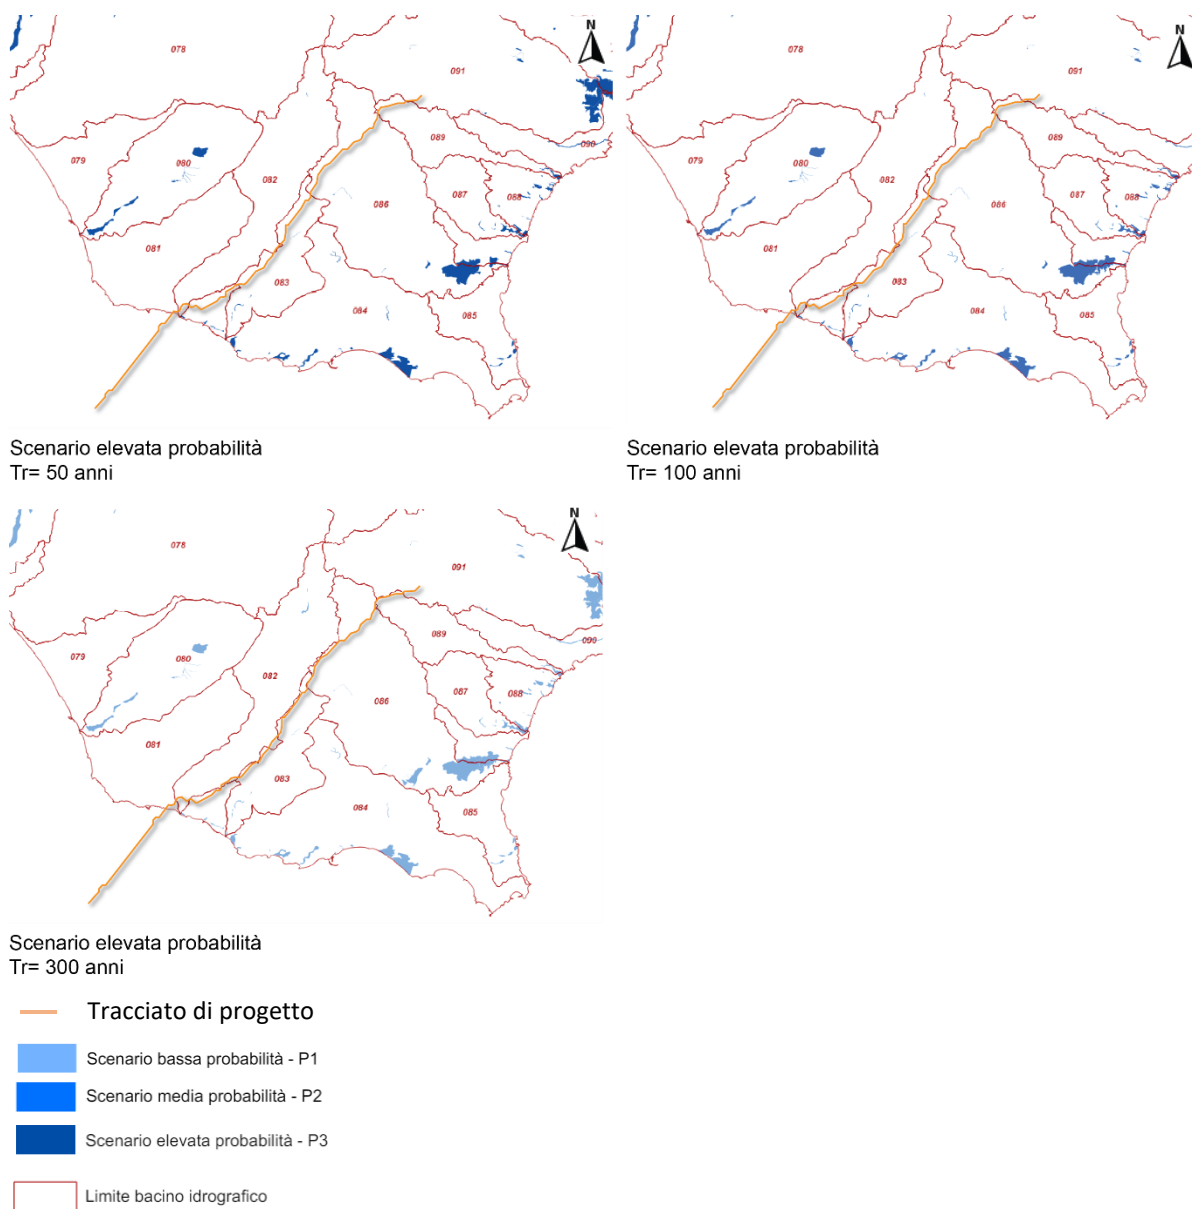 N
078
091
089
090
079
080
082
087
088
086
081
083
084
085
Scenario elevata probabilità
Tr= 50 anni
N
078
091
089
079
080
082
087
088
086
081
083
084
085
Scenario elevata probabilità
Tr= 100 anni
N
078
091
089
090
079
080
082
087
088
086
081
083
084
085
Scenario elevata probabilità
Tr= 300 anni
Tracciato di progetto
Scenario bassa probabilità - P1
Scenario media probabilità - P2
Scenario elevata probabilità - P3
Limite bacino idrografico